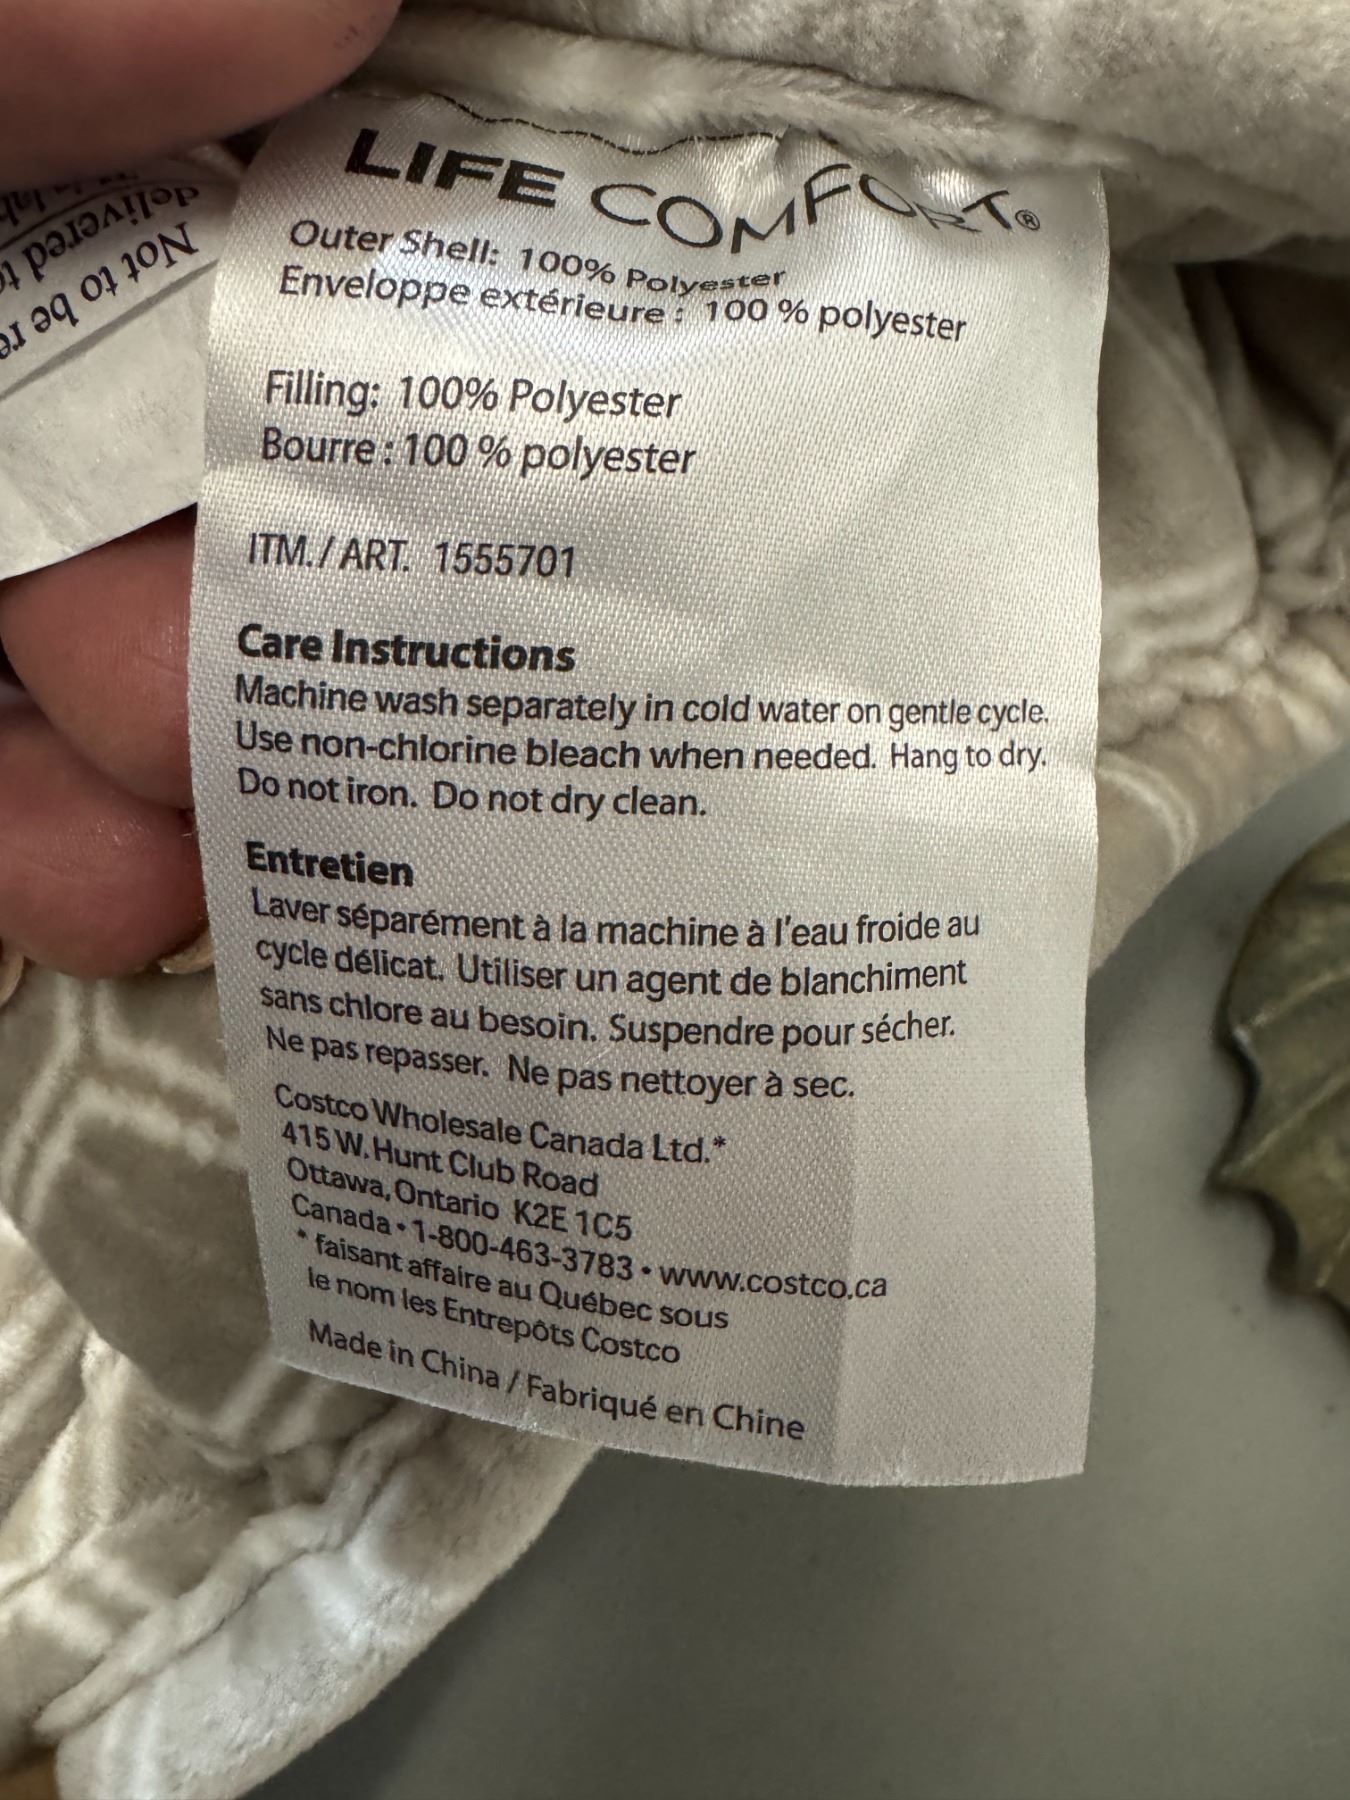 LIFE COMFORT®
Outer Shell: 100% Polyester
Enveloppe extérieure : 100 % polyester
Filling: 100% Polyester
Bourre : 100 % polyester
ITM. / ART. 1555701
Care Instructions
Machine wash separately in cold water on gentle cycle.
Use non-chlorine bleach when needed. Hang to dry.
Do not iron. Do not dry clean.
Entretien
Laver séparément à la machine à l'eau froide au
cycle délicat. Utiliser un agent de blanchiment
sans chlore au besoin. Suspendre pour sécher.
Ne pas repasser. Ne pas nettoyer à sec.
Costco Wholesale Canada Ltd.*
415 W. Hunt Club Road
Ottawa, Ontario K2E 1C5
Canada • 1-800-463-3783 • www.costco.ca
* faisant affaire au Québec sous
le nom les Entrepôts Costco
Made in China / Fabriqué en Chine
Not to be
delivered